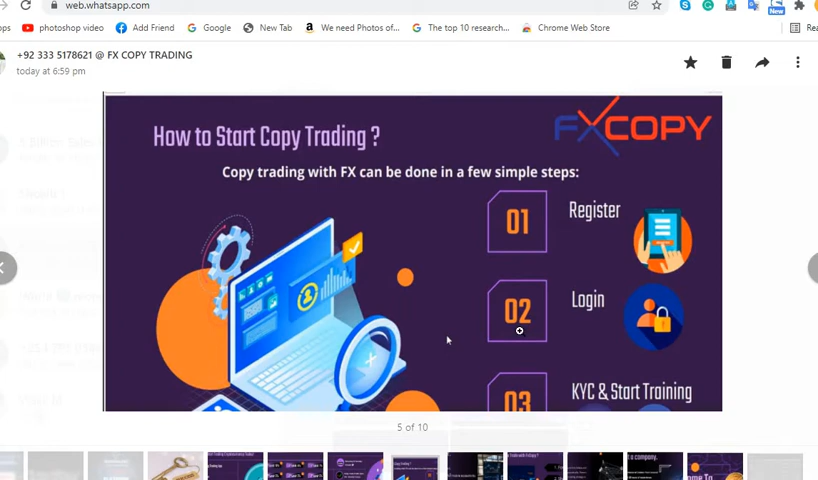 web.whatsapp.com
photoshop video
Add Friend
Google
New Tab
We Need Photos of...
The top 10 research...
Chrome Web Store
New
+92 333 5178621 @ FX COPY TRADING
today at 6:59 pm
FXCOPY
How to Start Copy Trading ?
Copy trading with FX can be done in a few simple steps:
01
Register
02
Login
03
KYC & Start Training
5 of 10